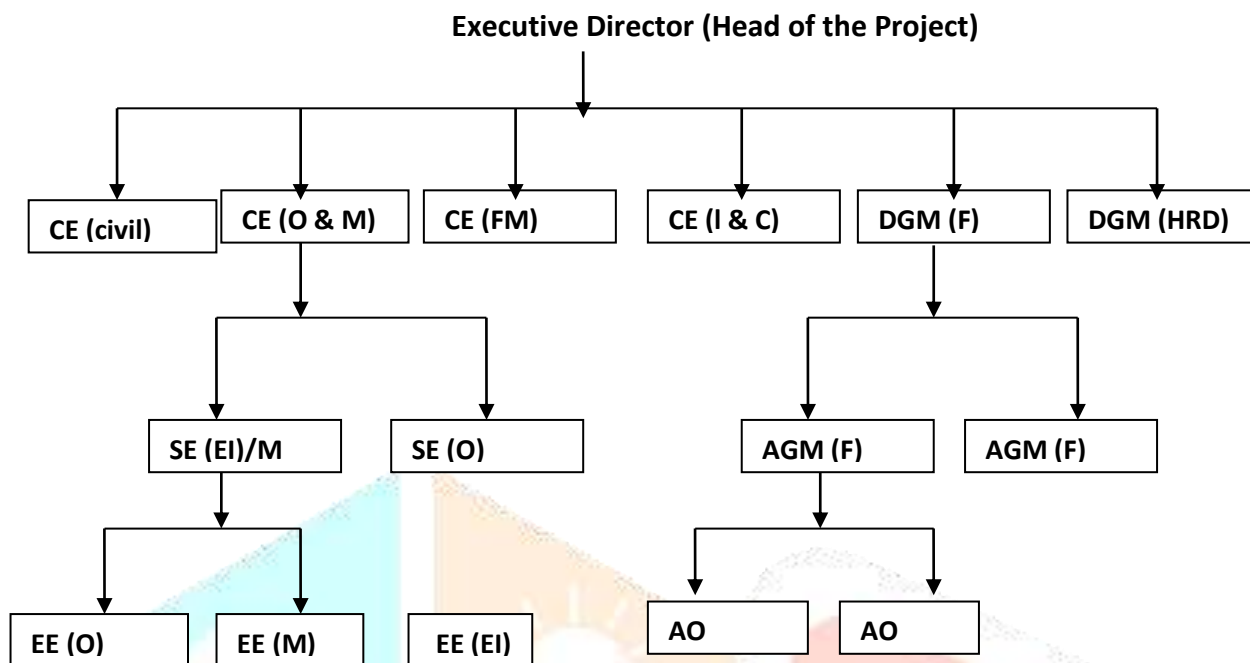 Executive Director (Head of the Project)
CE (civil)
CE (O & M)
CE (FM)
CE (I & C)
DGM (F)
DGM (HRD)
SE (EI)/M
SE (O)
AGM (F)
AGM (F)
EE (O)
EE (M)
EE (EI)
AO
AO